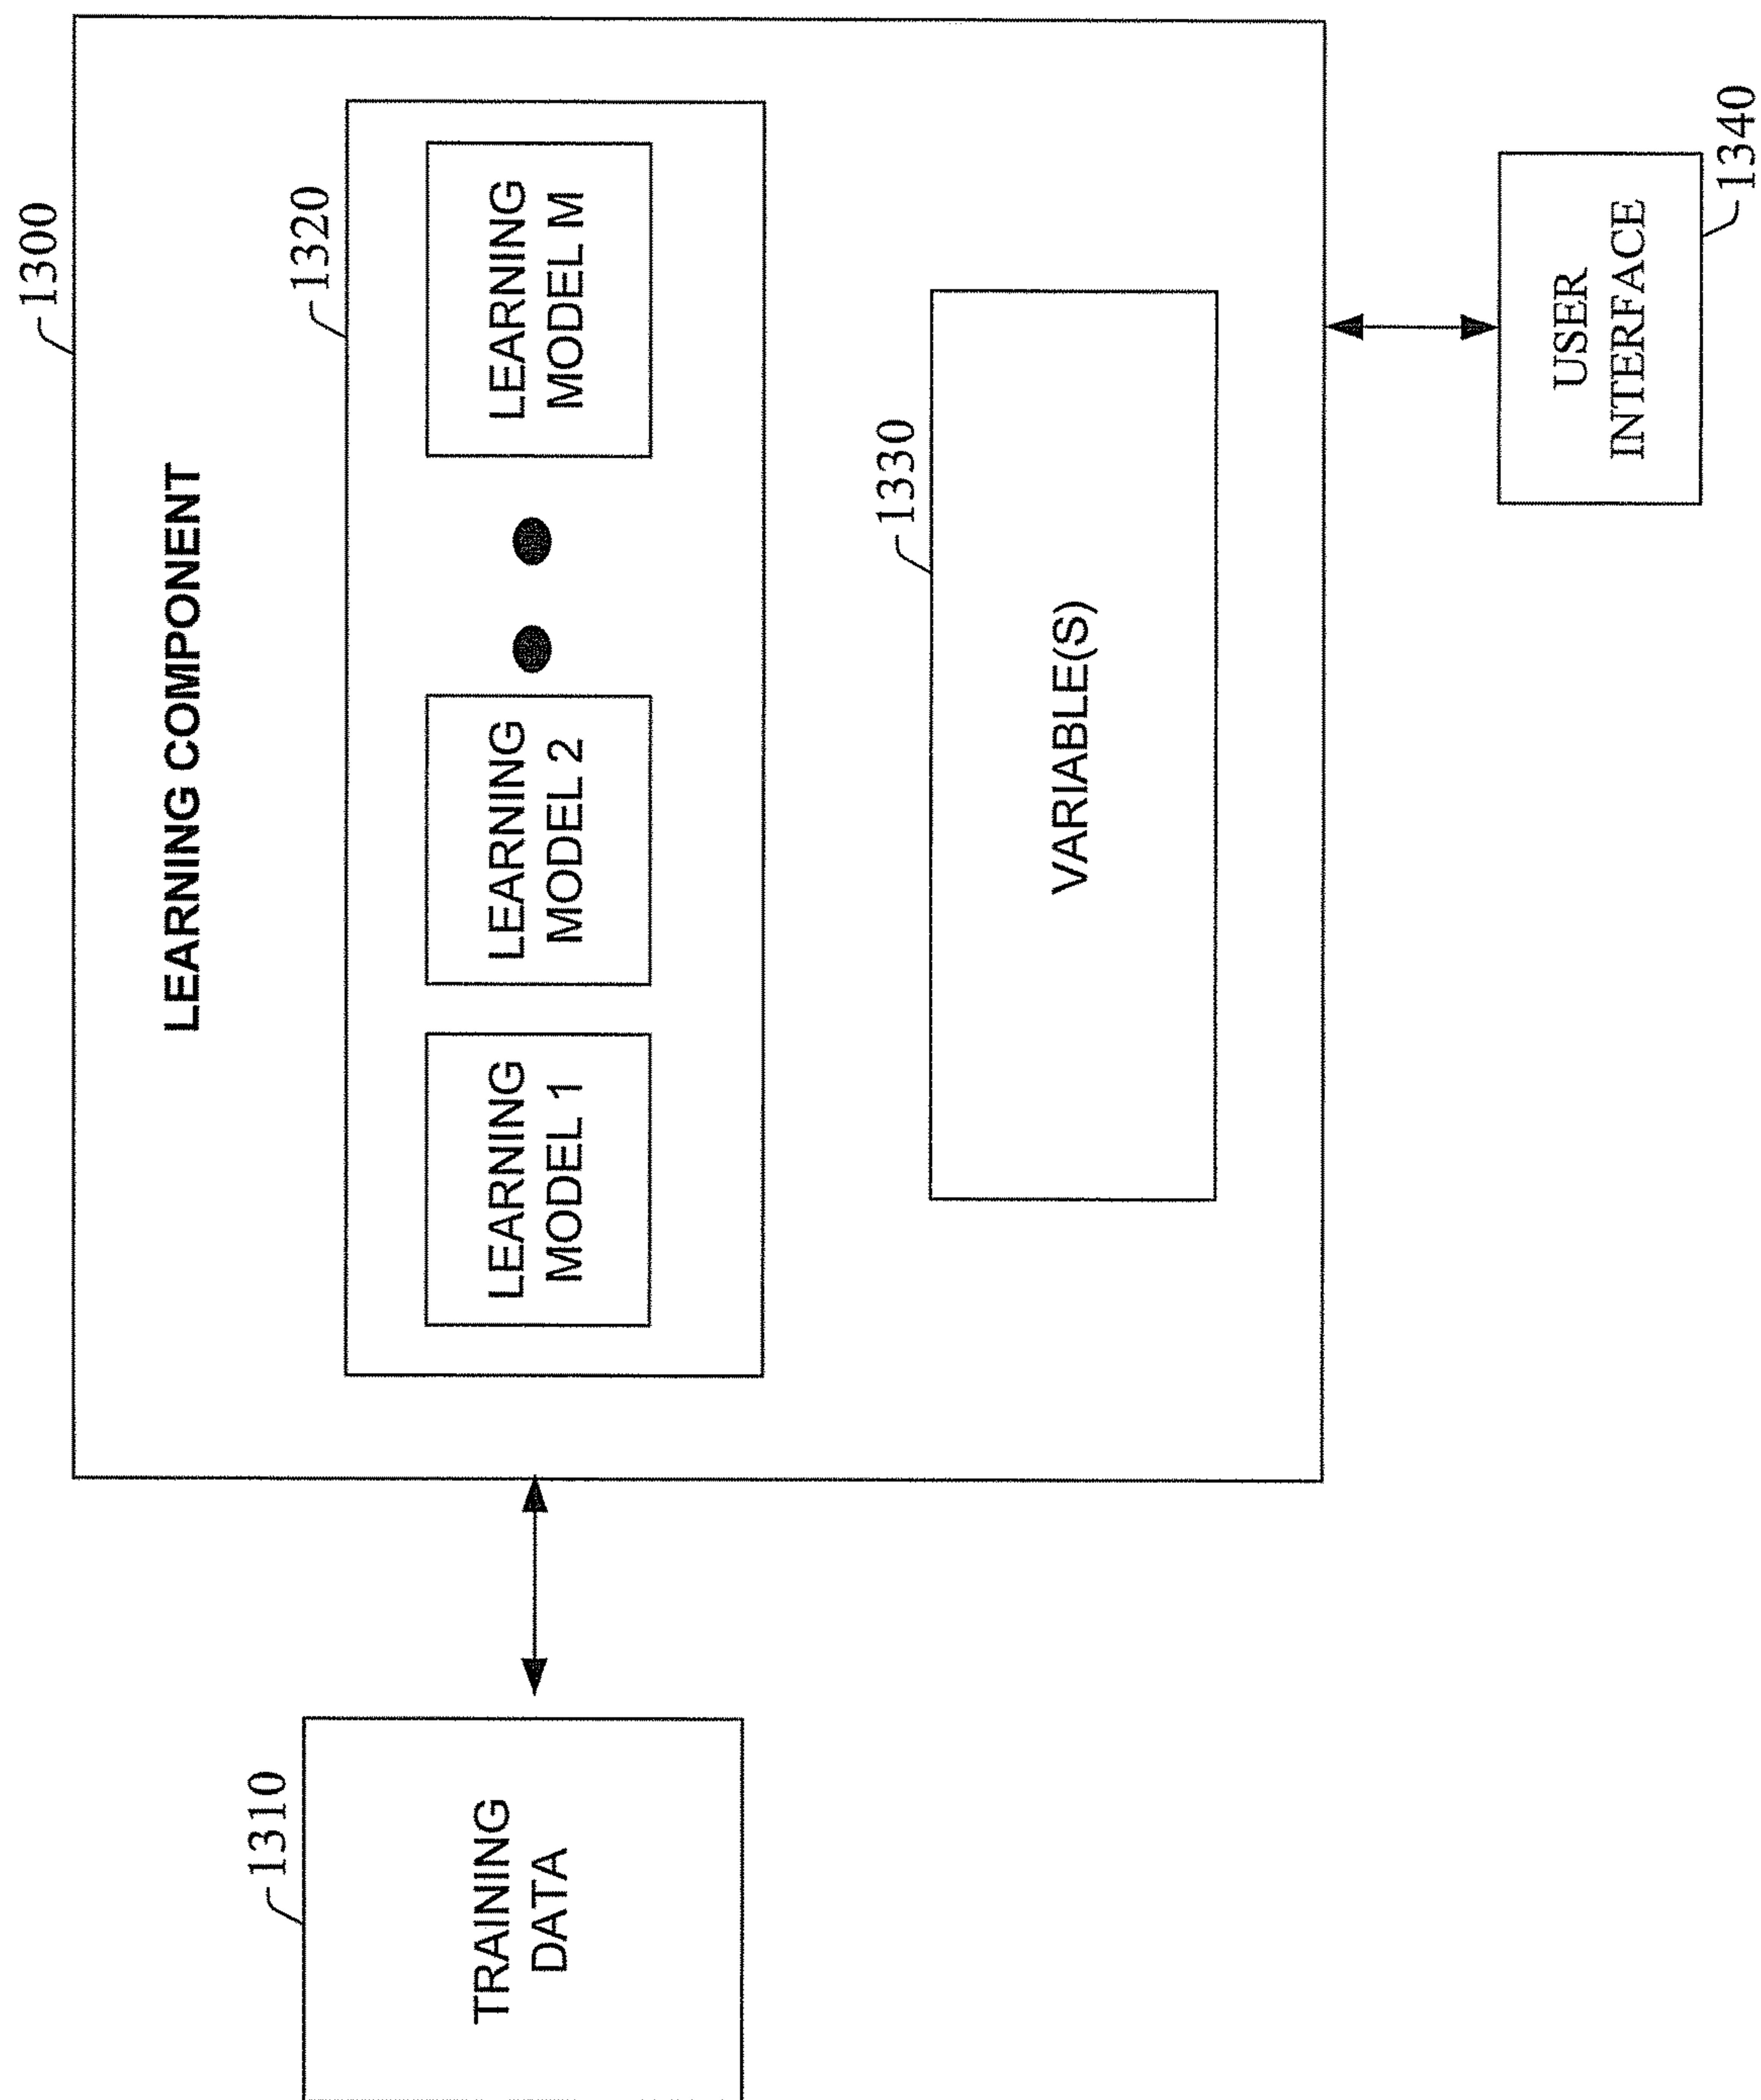 1300
LEARNING COMPONENT
1320
LEARNING
MODEL 1
LEARNING
MODEL 2
LEARNING
MODEL M
1310
TRAINING
DATA
1330
VARIABLE(S)
USER
INTERFACE
1340